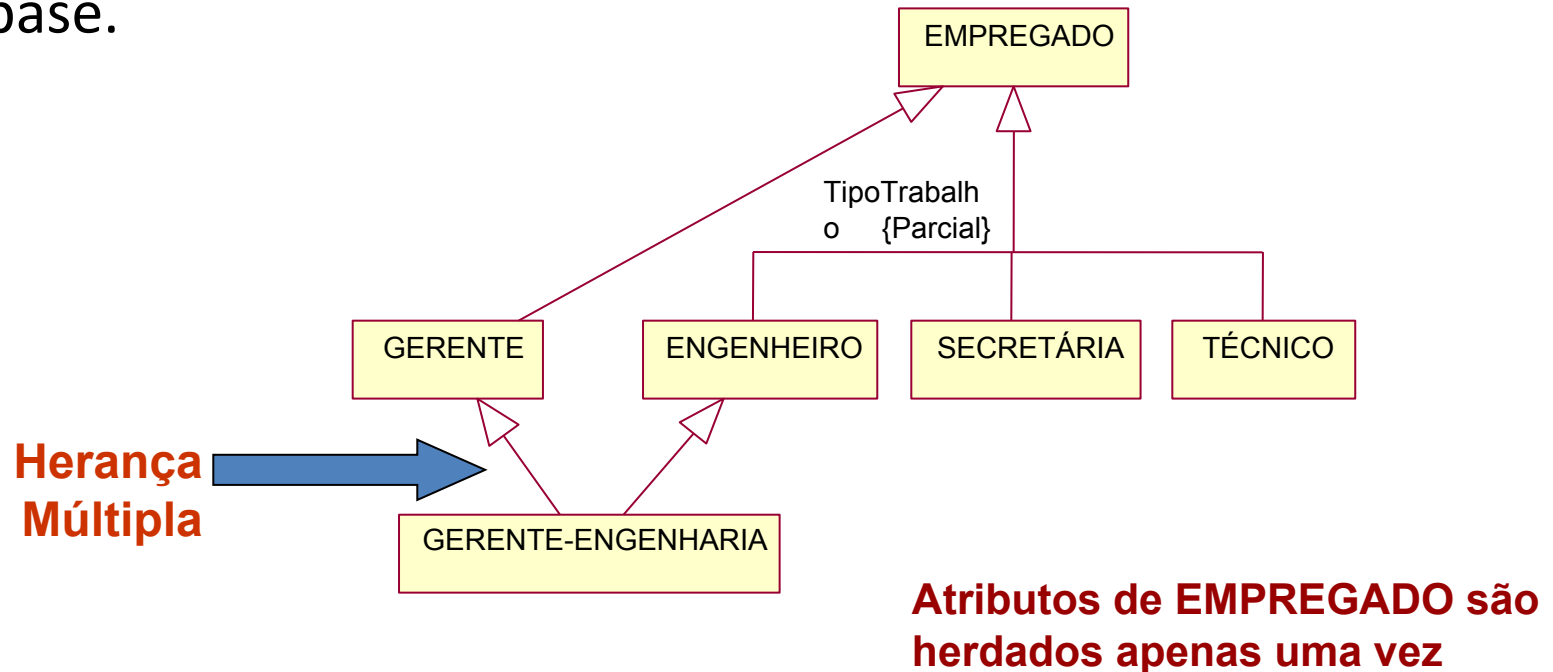 base.
EMPREGADO
TipoTrabalh
o {Parcial}
GERENTE
ENGENHEIRO
SECRETÁRIA
TÉCNICO
Herança
Múltipla
GERENTE-ENGENHARIA
Atributos de EMPREGADO são
herdados apenas uma vez